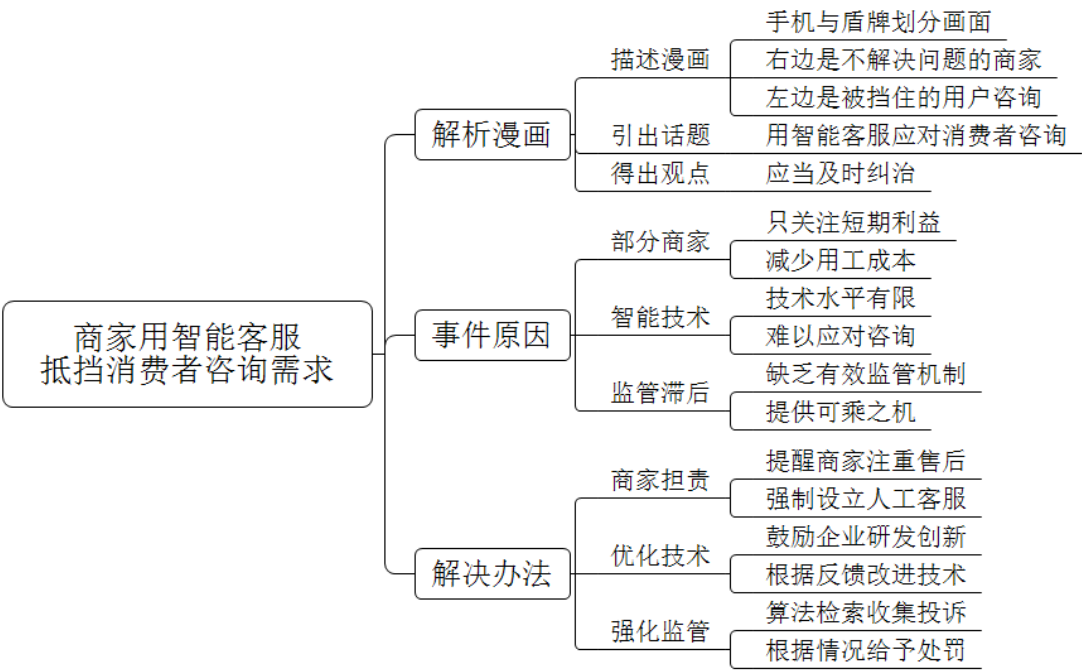 商家用智能客服
抵挡消费者咨询需求
解析漫画
描述漫画
手机与盾牌划分画面
右边是不解决问题的商家
左边是被挡住的用户咨询
引出话题
用智能客服应对消费者咨询
得出观点
应当及时纠治
事件原因
部分商家
只关注短期利益
减少用工成本
智能技术
技术水平有限
难以应对咨询
监管滞后
缺乏有效监管机制
提供可乘之机
解决办法
商家担责
提醒商家注重售后
强制设立人工客服
优化技术
鼓励企业研发创新
根据反馈改进技术
强化监管
算法检索收集投诉
根据情况给予处罚